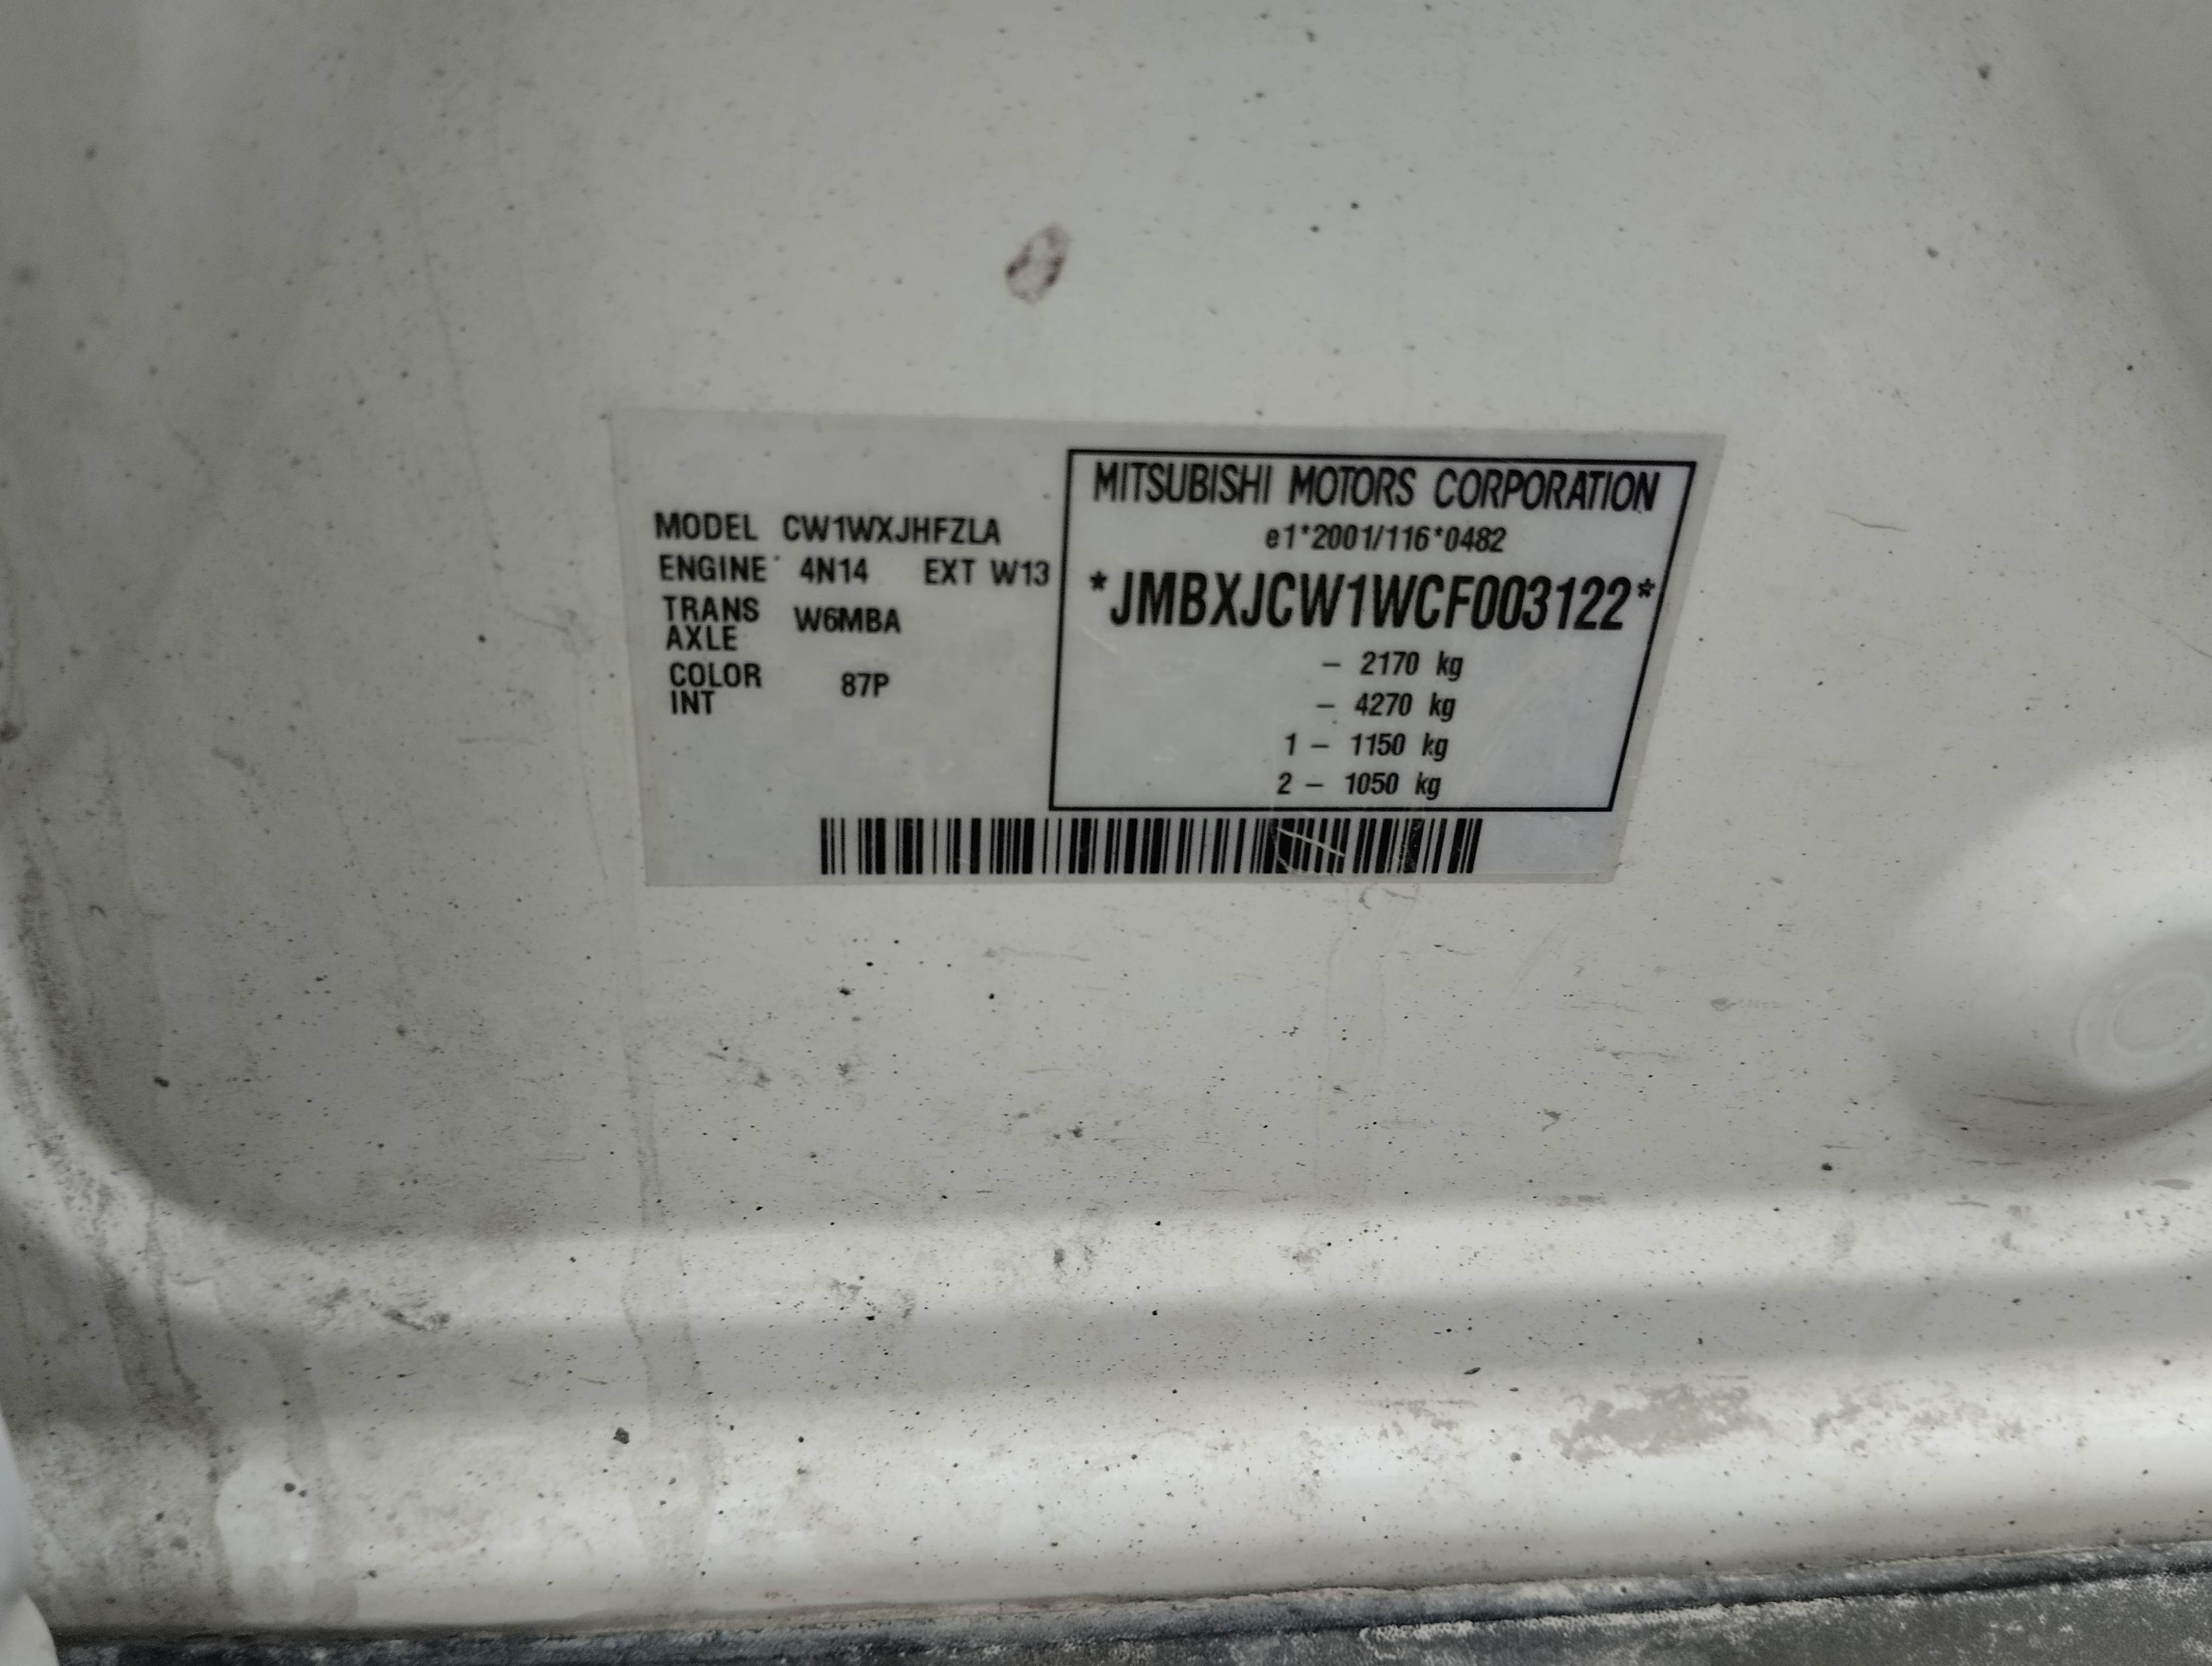 MODEL CW1WXJHFZLA
ENGINE 4N14 EXT W13
TRANS
AXLE W6MBA
COLOR
INT 87P
MITSUBISHI MOTORS CORPORATION
e1*2001/116*0482
*JMBXJCW1WCF003122*
– 2170 kg
– 4270 kg
1 – 1150 kg
2 – 1050 kg